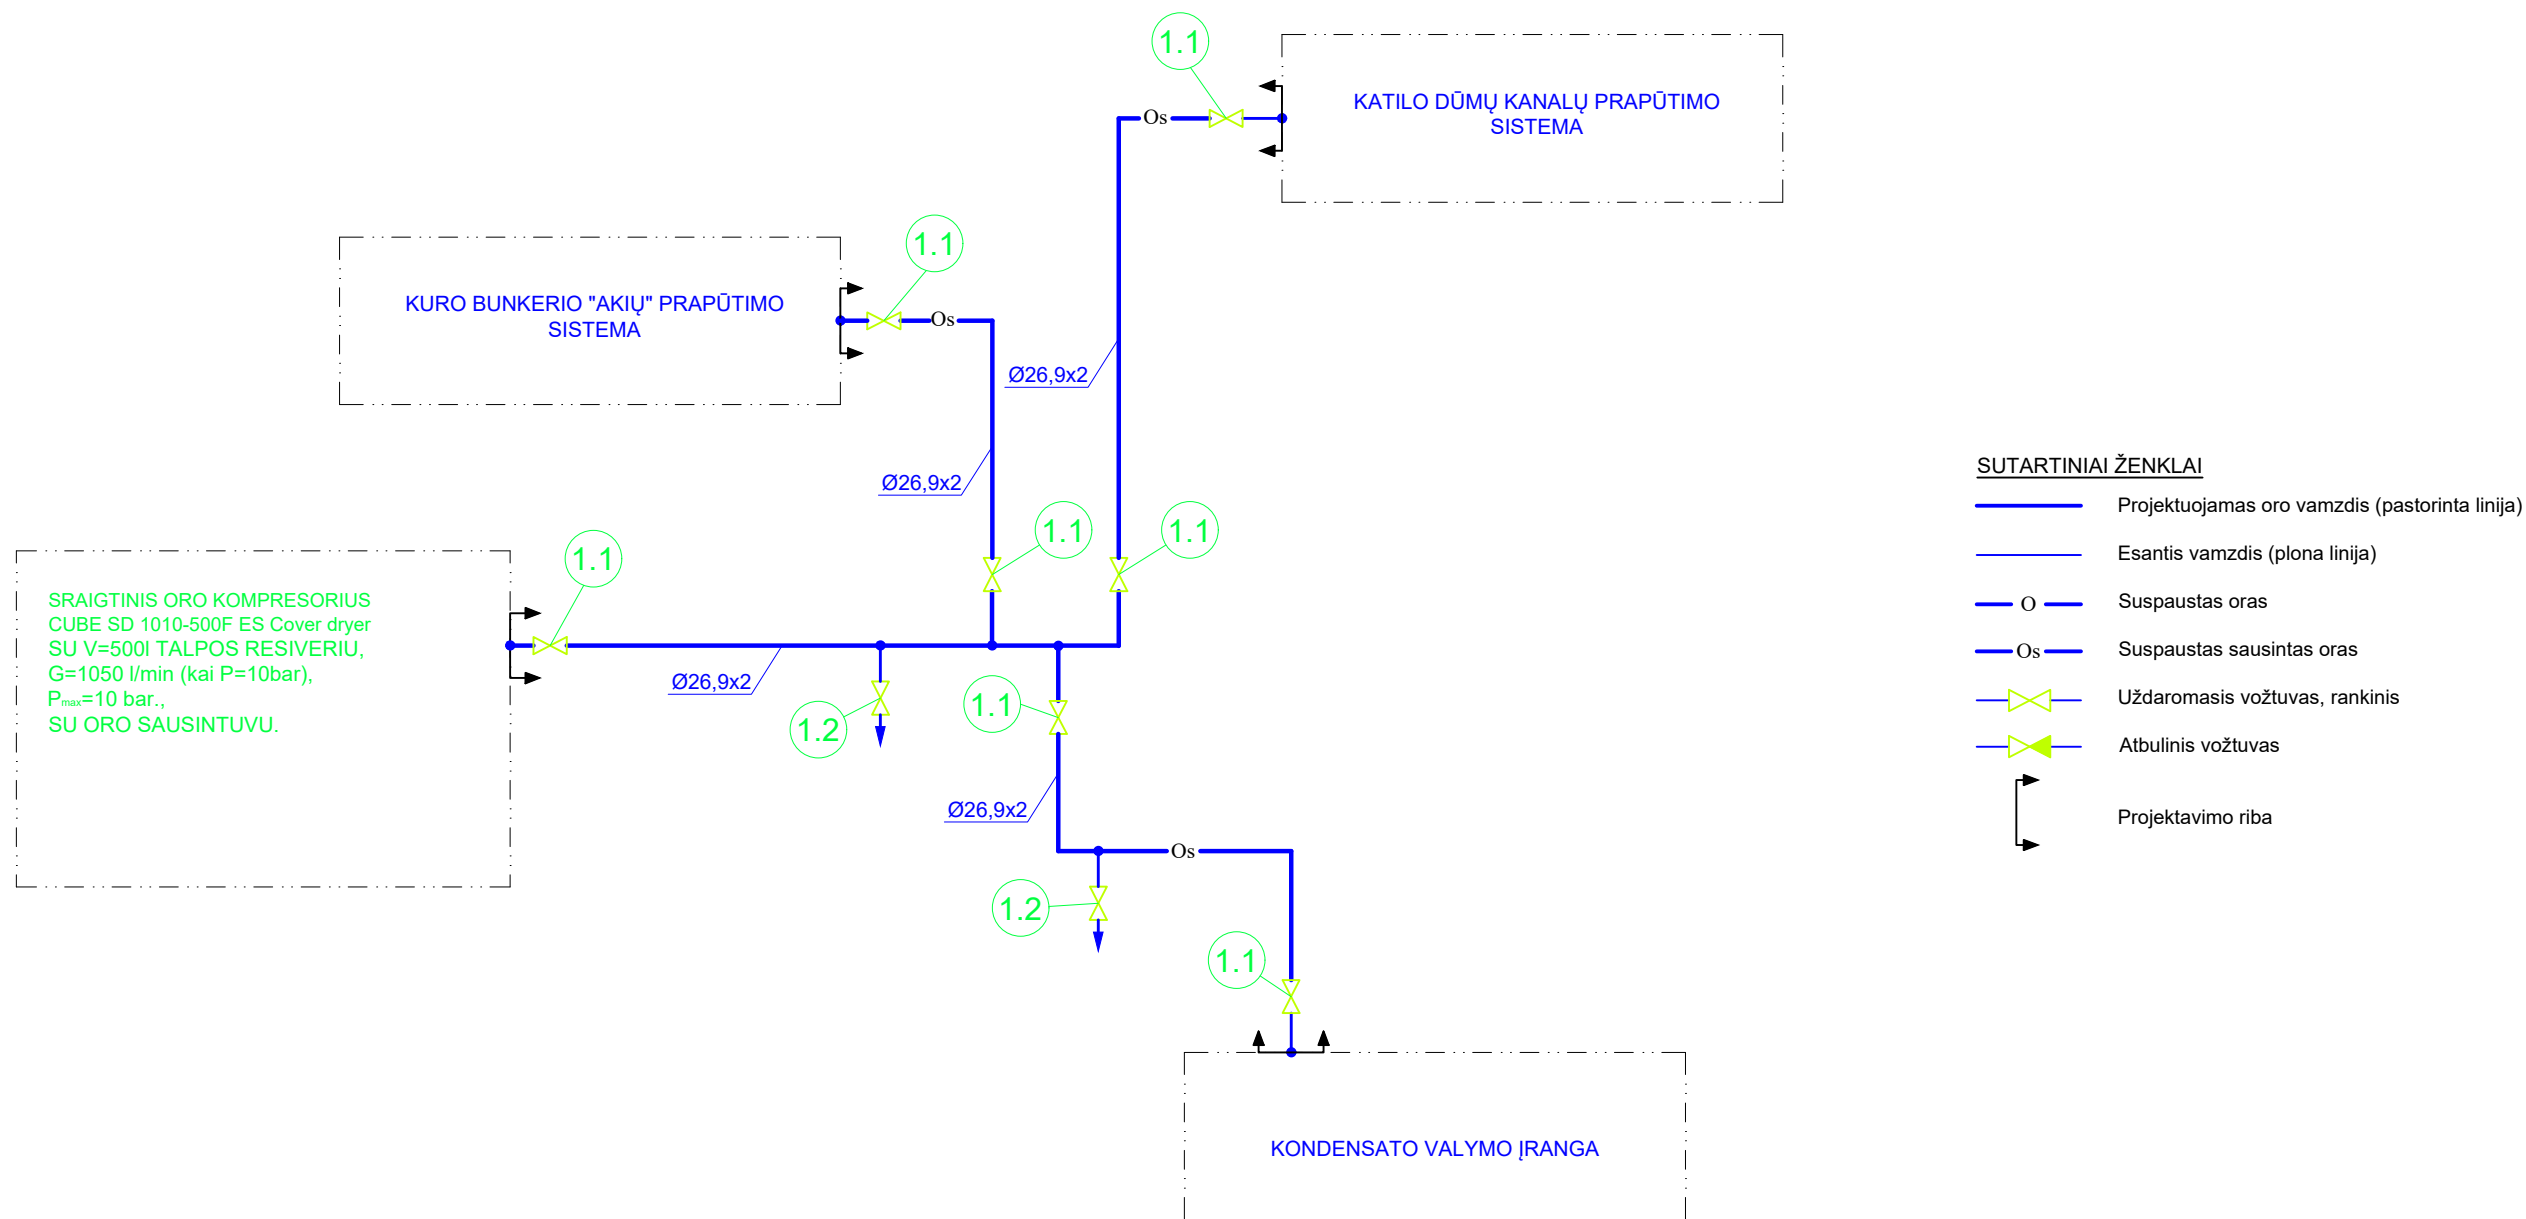 1.1
Os
KATILO DŪMŲ KANALŲ PRAPŪTIMO
SISTEMA
1.1
KURO BUNKERIO "AKIŲ" PRAPŪTIMO
SISTEMA
Os
Ø26,9x2
Ø26,9x2
1.1
1.1
1.1
SRAIGTINIS ORO KOMPRESORIUS
CUBE SD 1010-500F ES Cover dryer
SU V=500l TALPOS RESIVERIU,
G=1050 l/min (kai P=10bar),
Pmax=10 bar.,
SU ORO SAUSINTUVU.
Ø26,9x2
1.2
1.1
Ø26,9x2
Os
1.2
1.1
KONDENSATO VALYMO ĮRANGA
SUTARTINIAI ŽENKLAI
Projektuojamas oro vamzdis (pastorinta linija)
Esantis vamzdis (plona linija)
O Suspaustas oras
Os Suspaustas sausintas oras
Uždaromasis vožtuvas, rankinis
Atbulinis vožtuvas
Projektavimo riba